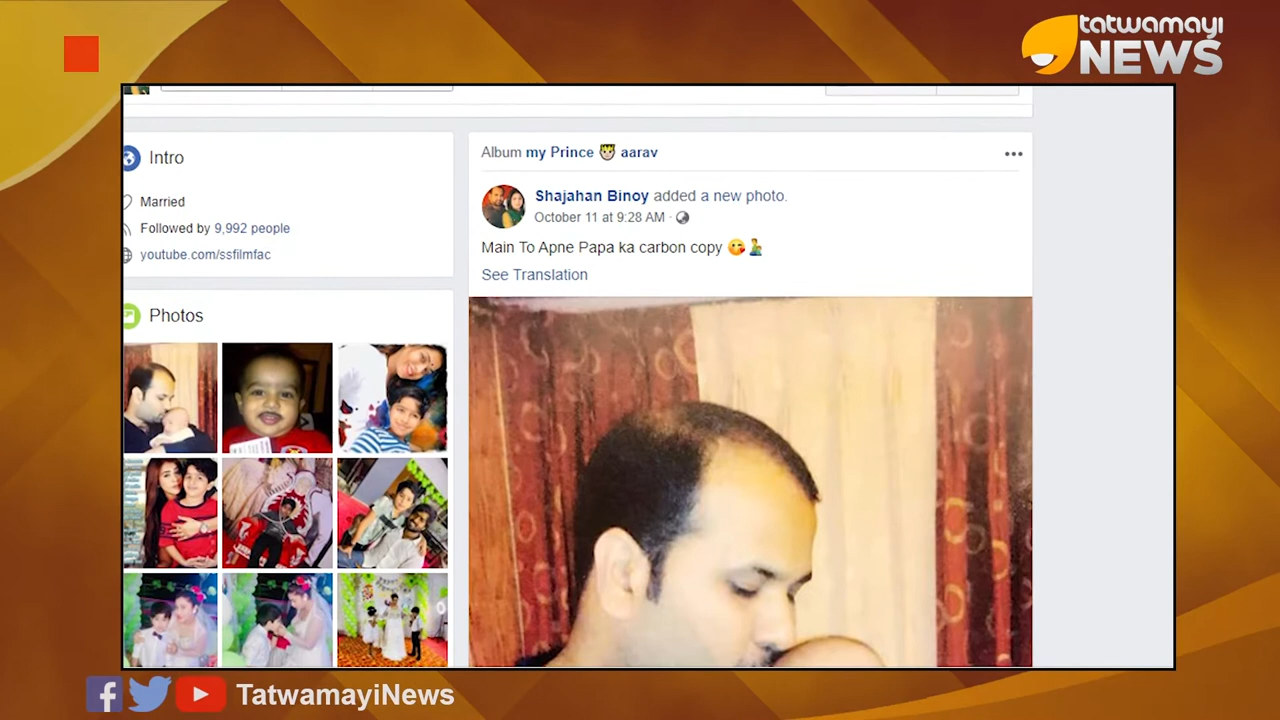 tatwamayi
NEWS
Intro
Married
Followed by 9,992 people
youtube.com/ssfilmfac
Photos
Album my Prince 🤴 aarav
Shajahan Binoy added a new photo.
October 11 at 9:28 AM ·
Main To Apne Papa ka carbon copy 😋👨‍🍼
See Translation
TatwamayiNews